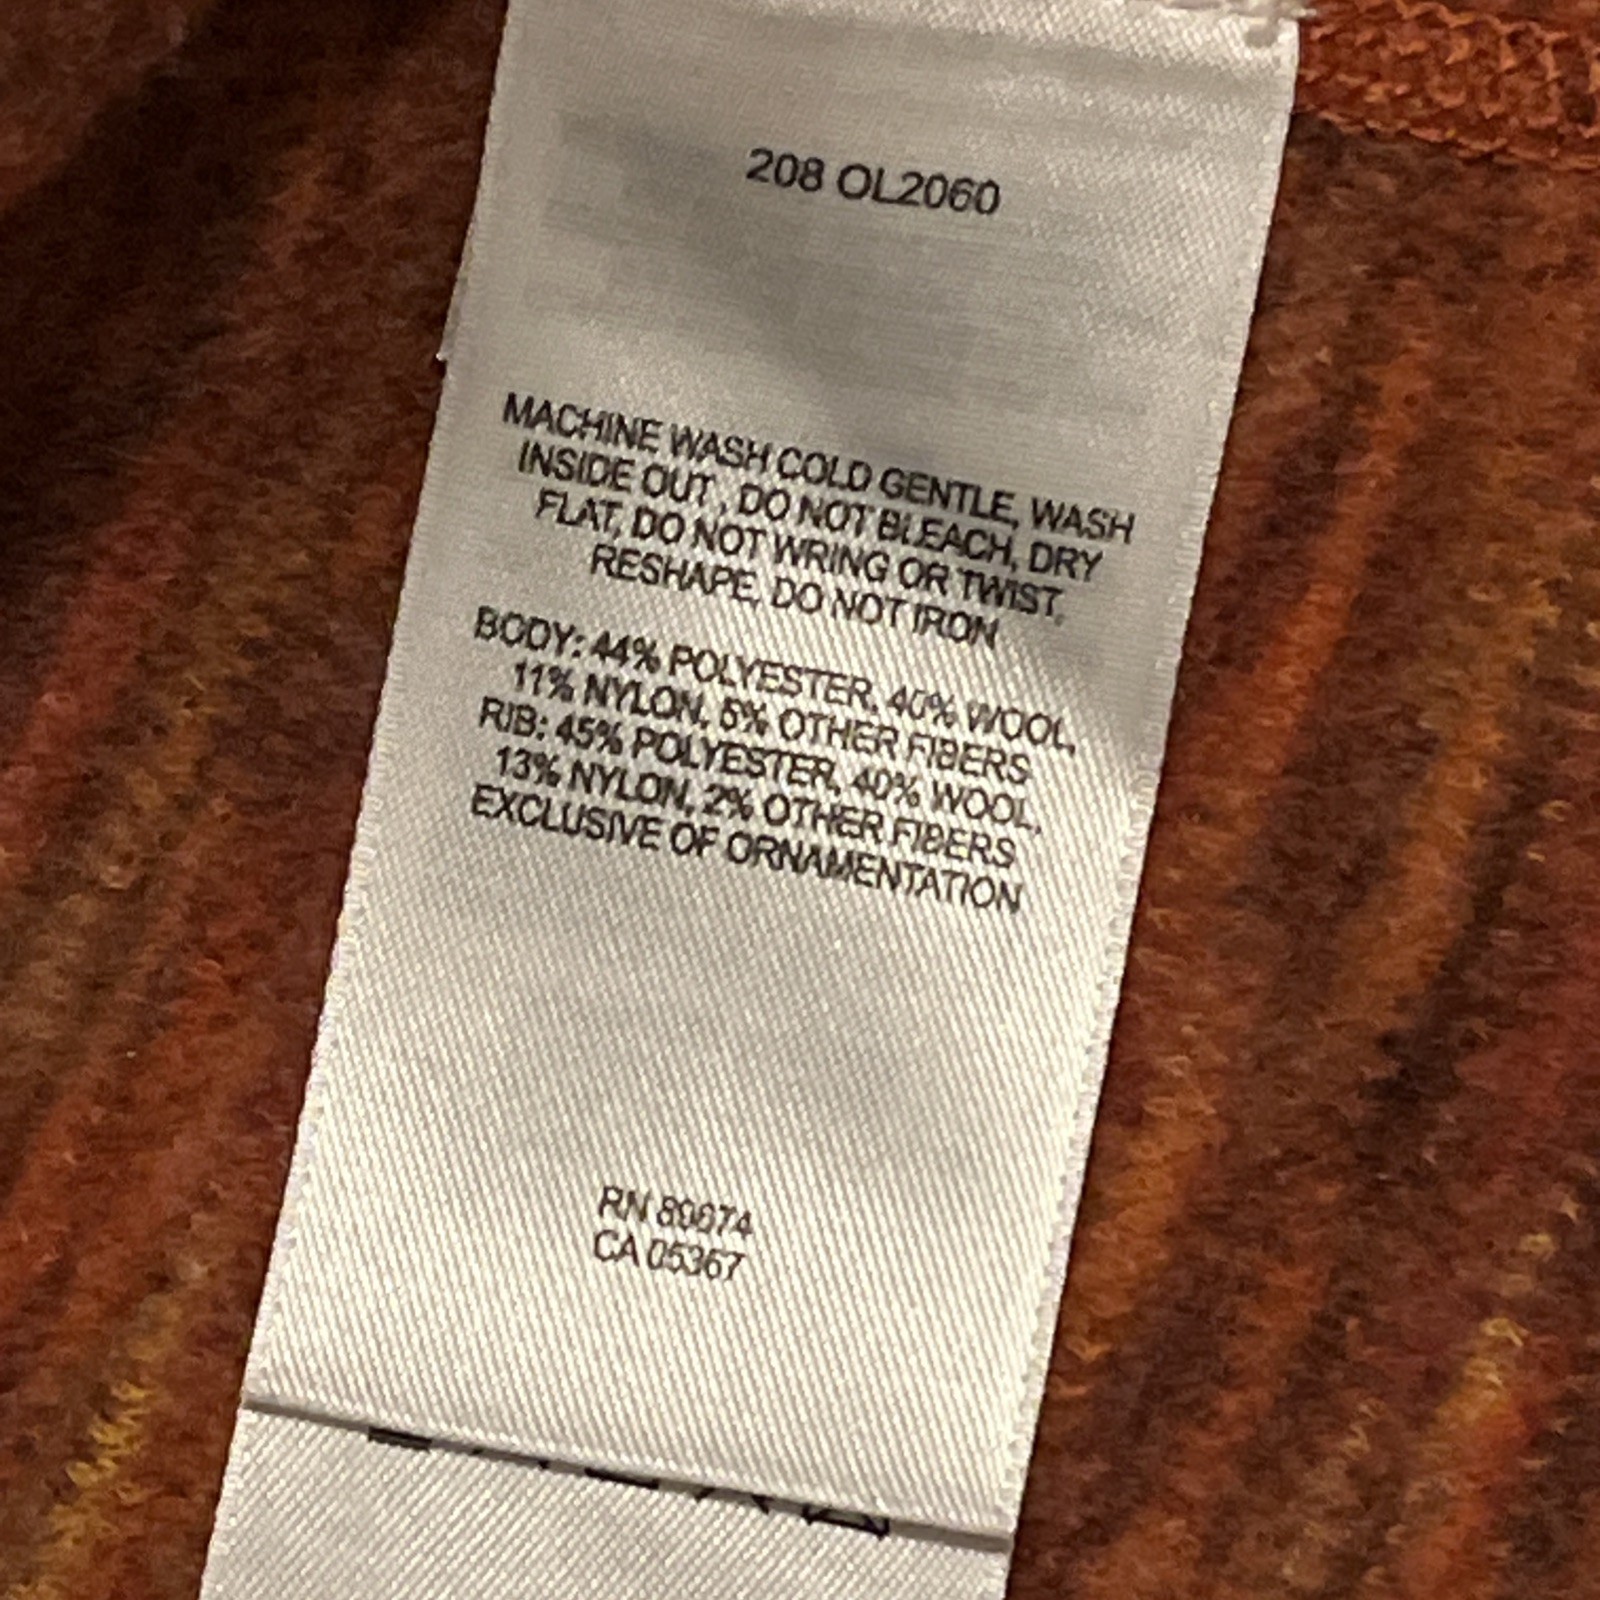 208 OL2060
MACHINE WASH COLD GENTLE, WASH
INSIDE OUT, DO NOT BLEACH, DRY
FLAT, DO NOT WRING OR TWIST,
RESHAPE, DO NOT IRON
BODY: 44% POLYESTER, 40% WOOL,
11% NYLON, 5% OTHER FIBERS
RIB: 45% POLYESTER, 40% WOOL,
13% NYLON, 2% OTHER FIBERS
EXCLUSIVE OF ORNAMENTATION
RN 89674
CA 05367